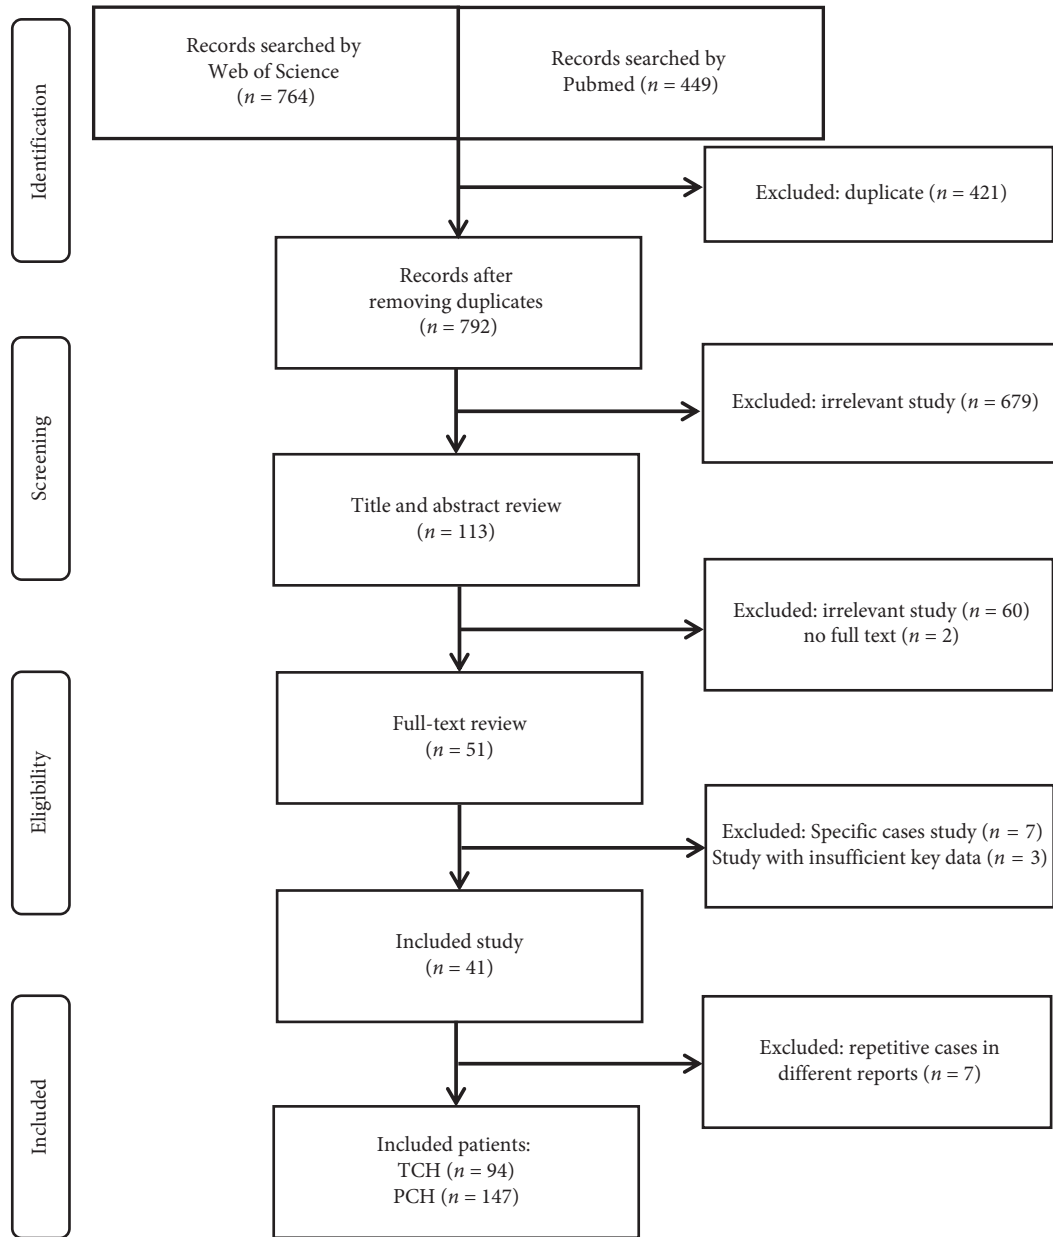 Identification
Records searched by
Web of Science
(n = 764)
Records searched by
Pubmed (n = 449)
Excluded: duplicate (n = 421)
Records after
removing duplicates
(n = 792)
Screening
Excluded: irrelevant study (n = 679)
Title and abstract review
(n = 113)
Excluded: irrelevant study (n = 60)
no full text (n = 2)
Eligibility
Full-text review
(n = 51)
Excluded: Specific cases study (n = 7)
Study with insufficient key data (n = 3)
Included study
(n = 41)
Included
Excluded: repetitive cases in
different reports (n = 7)
Included patients:
TCH (n = 94)
PCH (n = 147)